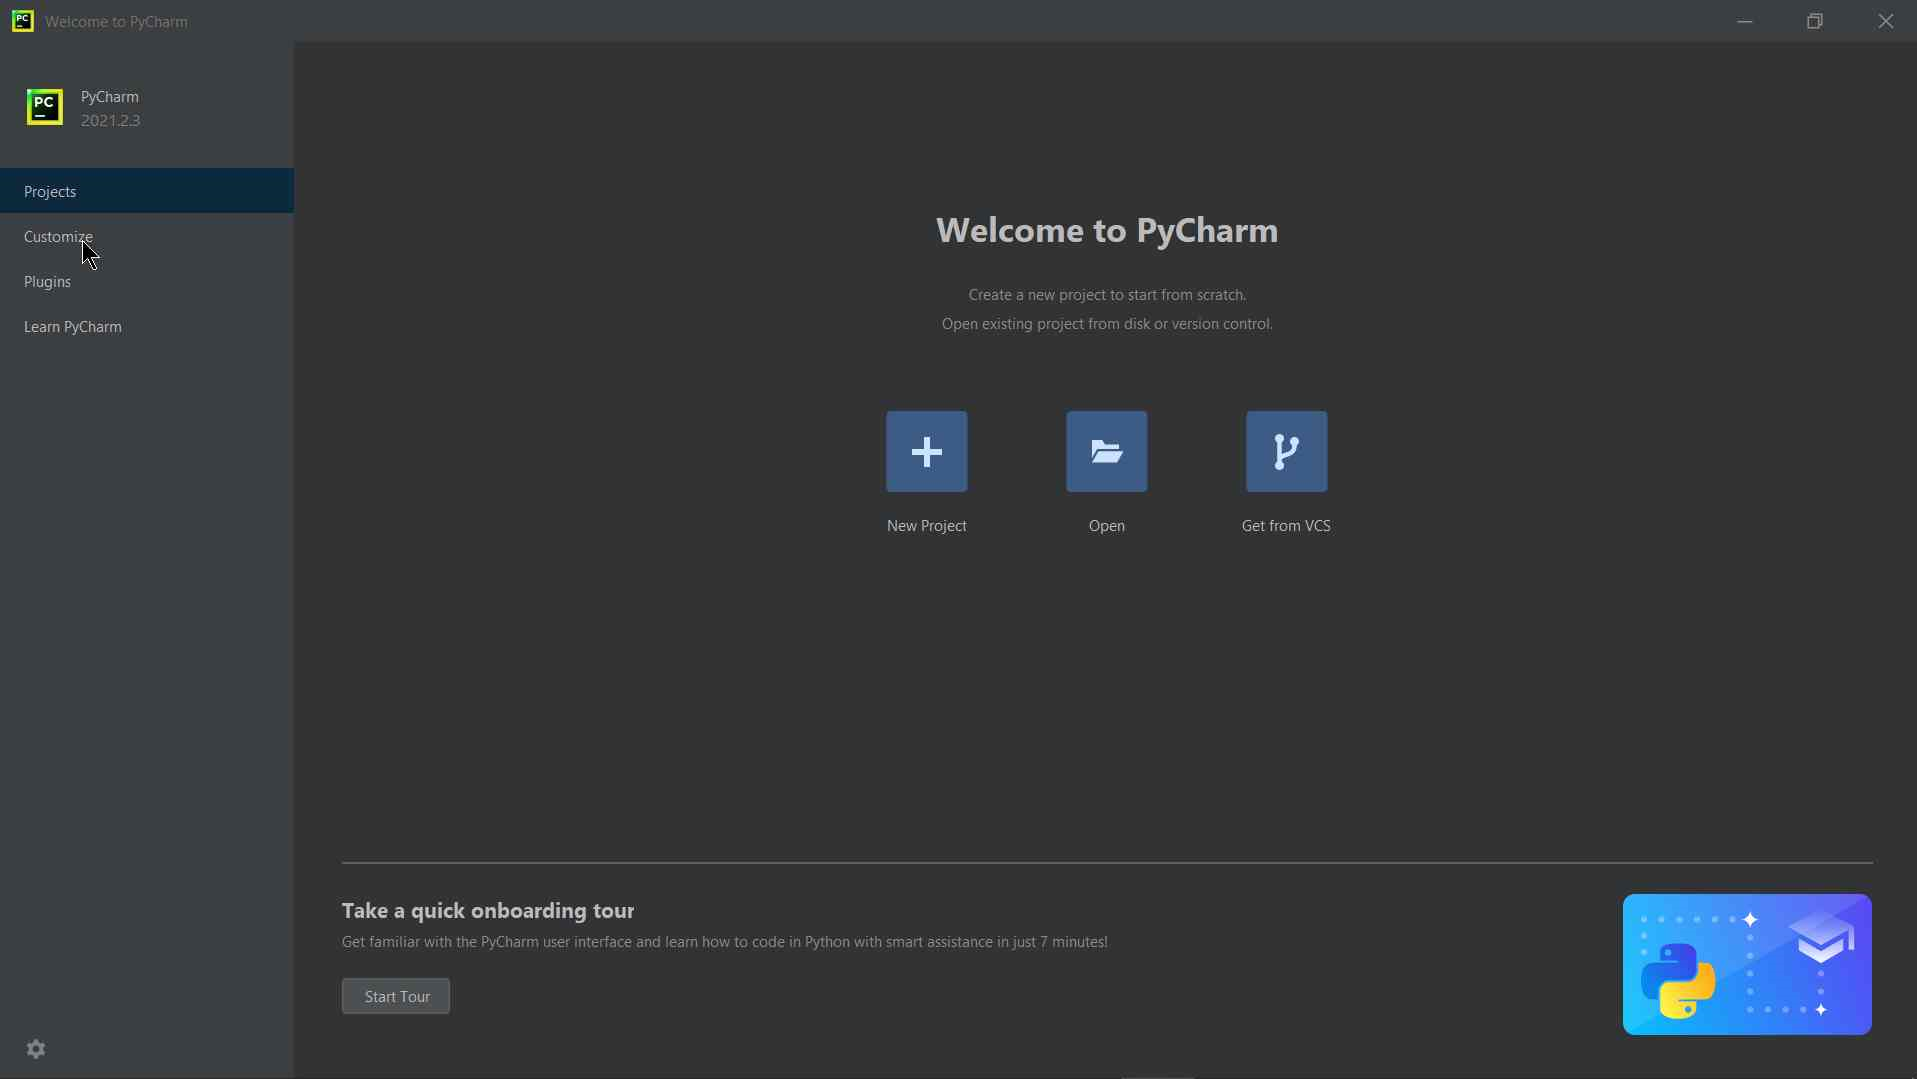 PC Welcome to PyCharm
PC
PyCharm
2021.2.3
Projects
Customize
Plugins
Learn PyCharm
Welcome to PyCharm
Create a new project to start from scratch.
Open existing project from disk or version control.
New Project
Open
Get from VCS
Take a quick onboarding tour
Get familiar with the PyCharm user interface and learn how to code in Python with smart assistance in just 7 minutes!
Start Tour